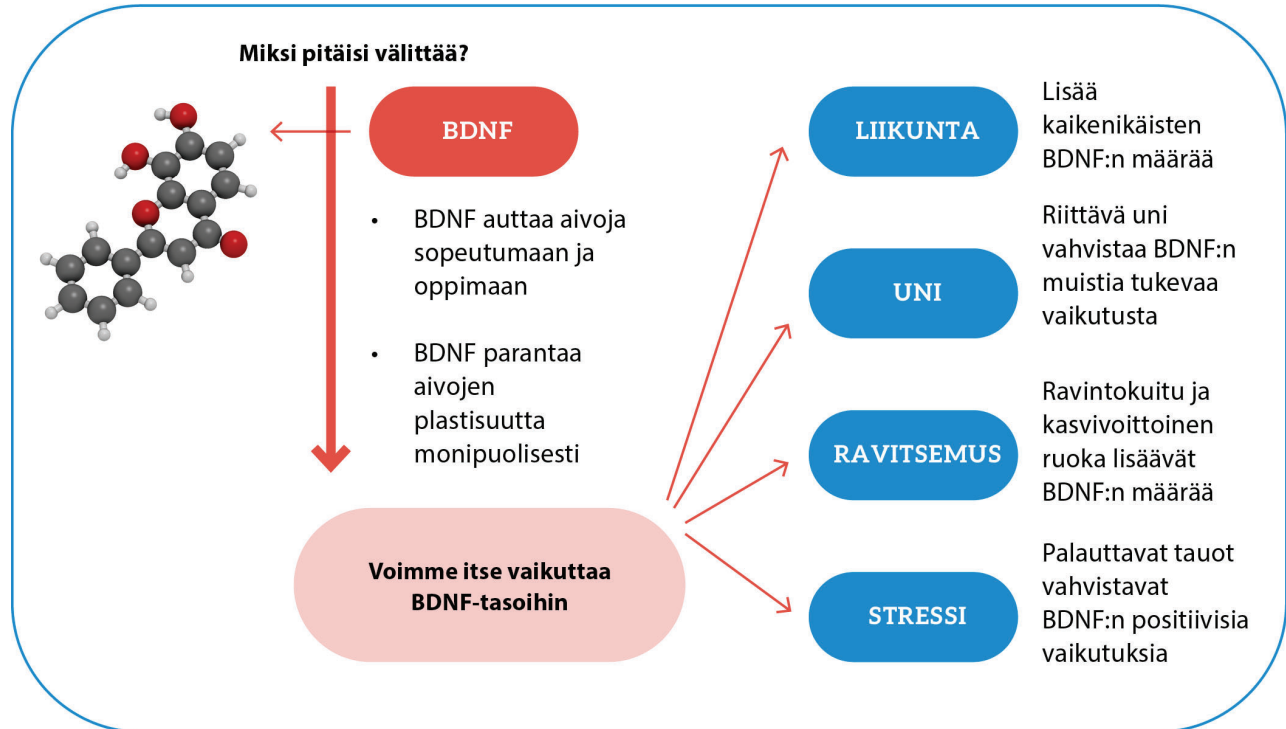 Miksi pitäisi välittää?
BDNF
• BDNF auttaa aivoja
sopeutumaan ja
oppimaan
• BDNF parantaa
aivojen
plastisuutta
monipuolisesti
Voimme itse vaikuttaa
BDNF-tasoihin
LIIKUNTA
Lisää
kaikenikäisten
BDNF:n määrää
UNI
Riittävä uni
vahvistaa BDNF:n
muistia tukevaa
vaikutusta
RAVITSEMUS
Ravintokuitu ja
kasvivoittoinen
ruoka lisäävät
BDNF:n määrää
STRESSI
Palauttavat tauot
vahvistavat
BDNF:n positiivisia
vaikutuksia